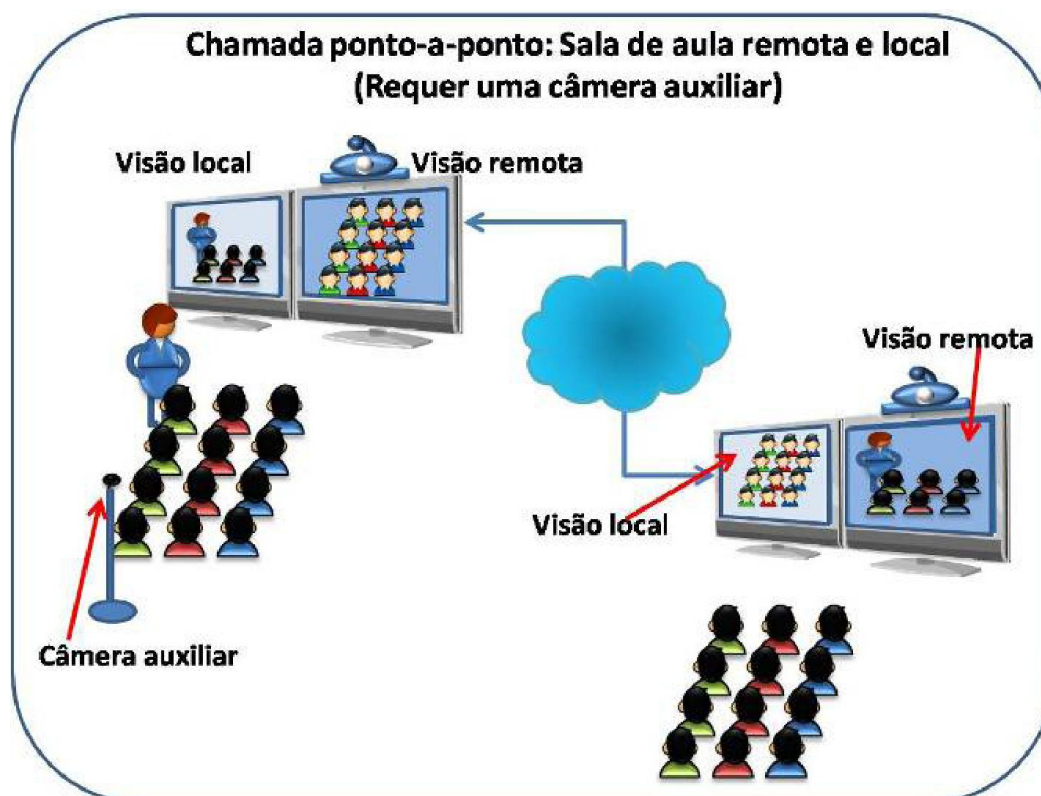 Chamada ponto-a-ponto: Sala de aula remota e local
(Requer uma câmera auxiliar)
Visão local
Visão remota
Visão remota
Visão local
Câmera auxiliar